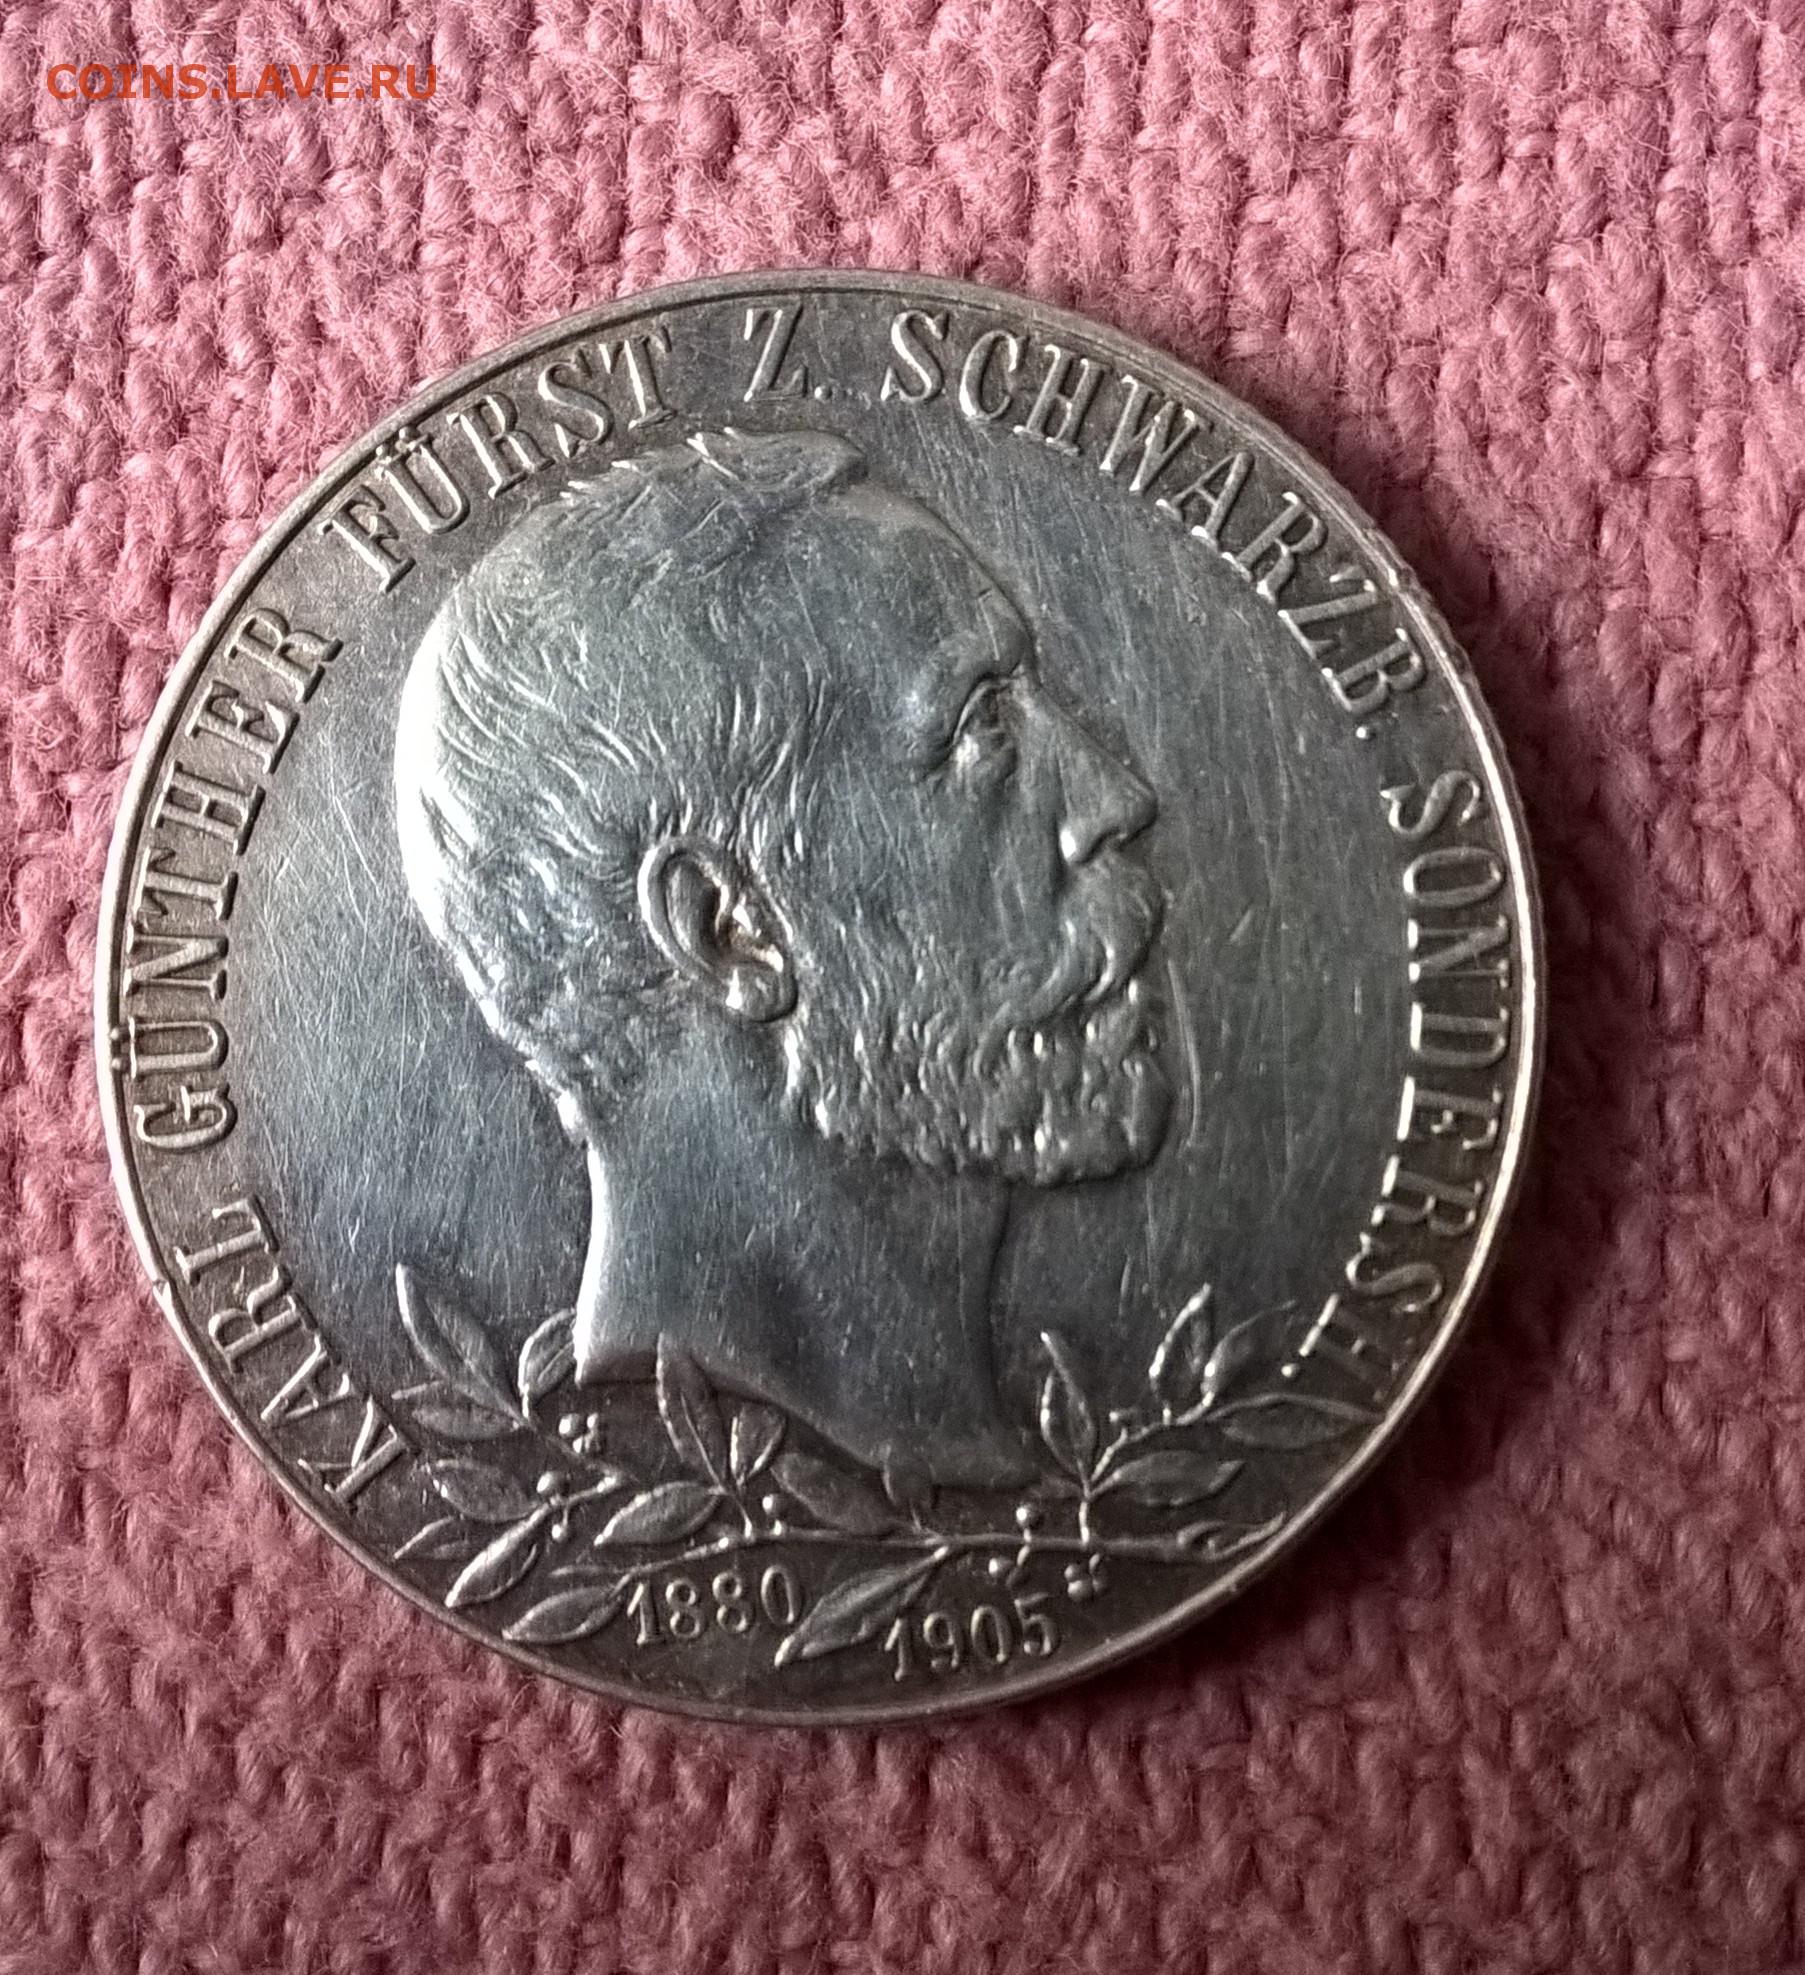 COINS.LAVE.RU
KARL GÜNTHER FÜRST Z. SCHWARZB. SONDERSH.
1880 1905